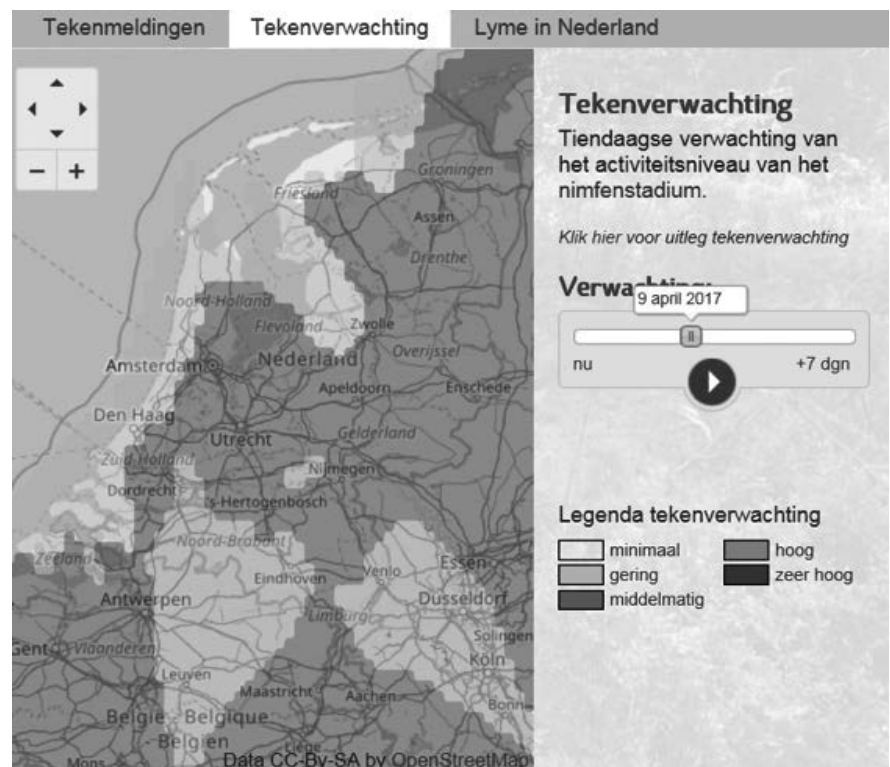 Tekenmeldingen Tekenverwachting Lyme in Nederland
Tekenverwachting
Tiendaagse verwachting van
het activiteitsniveau van het
nimfenstadium.
Klik hier voor uitleg tekenverwachting
9 april 2017
nu +7 dgn
Legenda tekenverwachting
minimaal hoog
gering zeer hoog
middelmatig
Groningen
Friesland
Assen
Drenthe
Noord-Holland
Flevoland
Zwolle
Amsterdam
Nederland
Overijssel
Apeldoorn
Enschede
Den Haag
Utrecht
Gelderland
Zuid-Holland
Nijmegen
Dordrecht
's-Hertogenbosch
Noord-Brabant
Zeeland
Eindhoven
Venlo
Essen
Antwerpen
Düsseldorf
Limburg
Solingen
Gent
Vlaanderen
Köln
Leuven
Maastricht
Aachen
Bonn
België - Belgique
- Belgien
Mons
Liège
Data CC-By-SA by OpenStreetMap